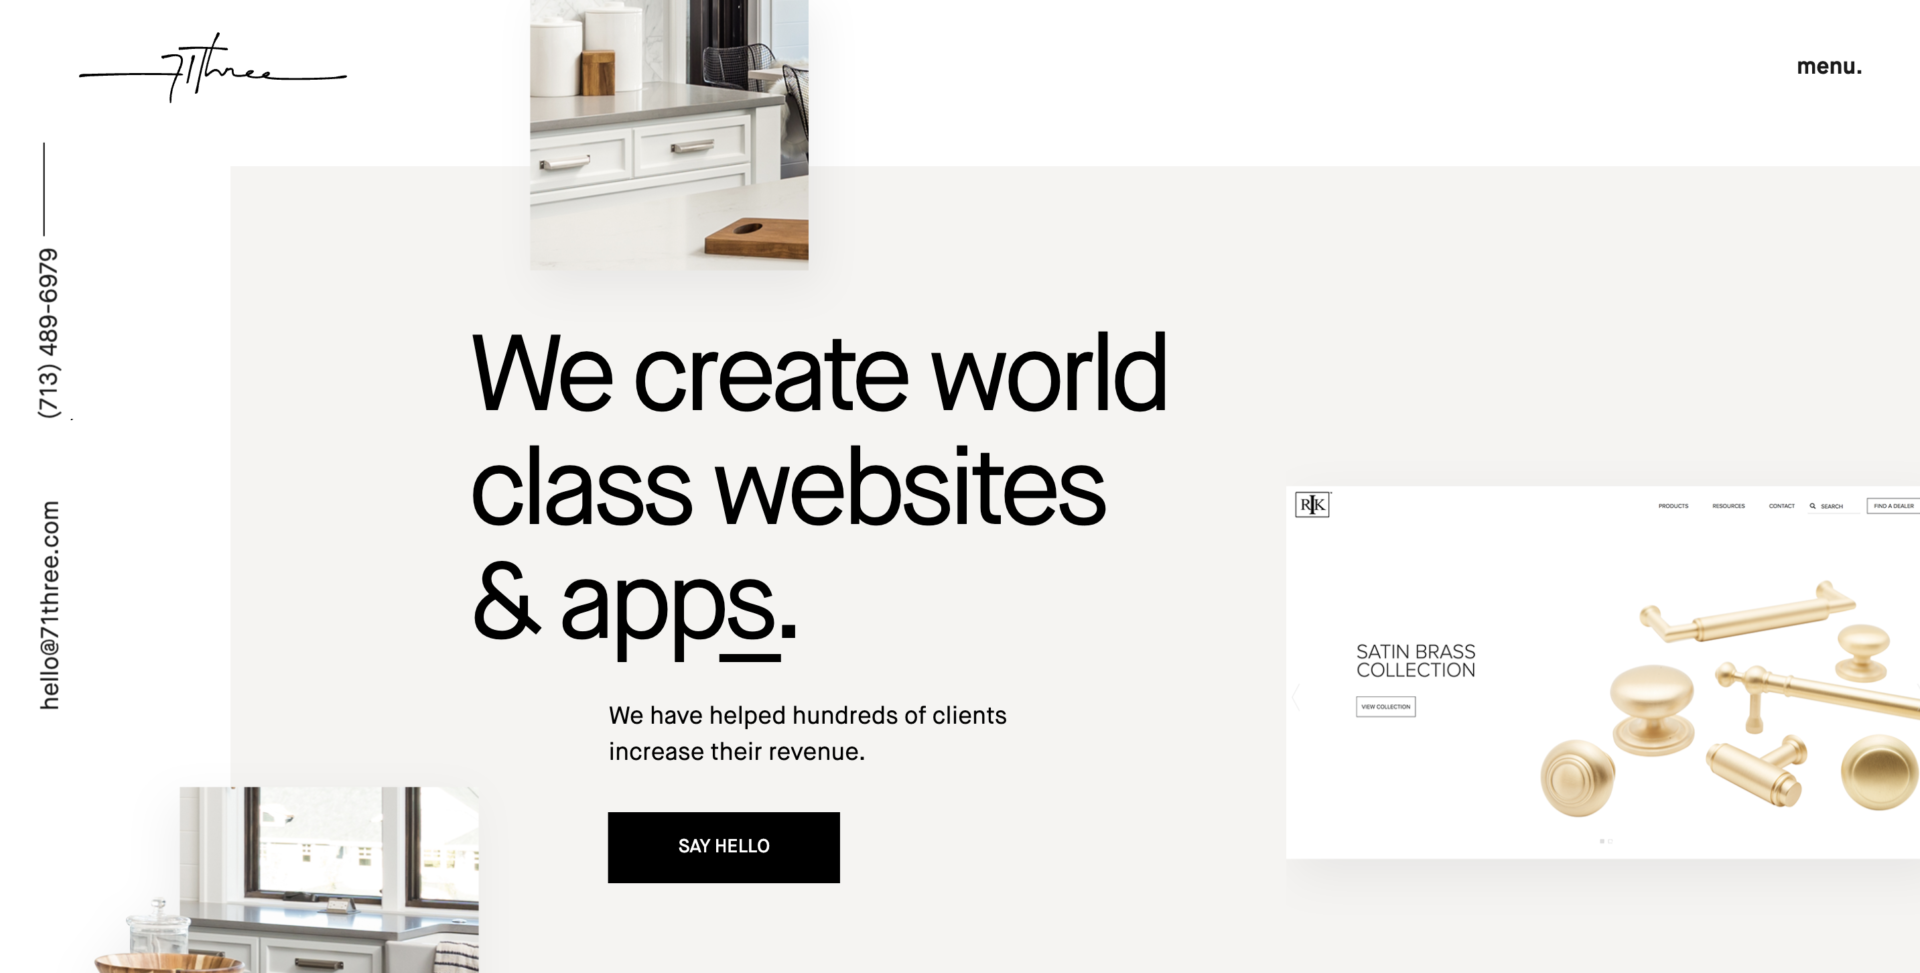 71Three
menu.
(713) 489-6979
hello@71three.com
We create world
class websites
& apps.
We have helped hundreds of clients
increase their revenue.
SAY HELLO
RK
PRODUCTS RESOURCES CONTACT SEARCH FIND A DEALER
SATIN BRASS
COLLECTION
VIEW COLLECTION